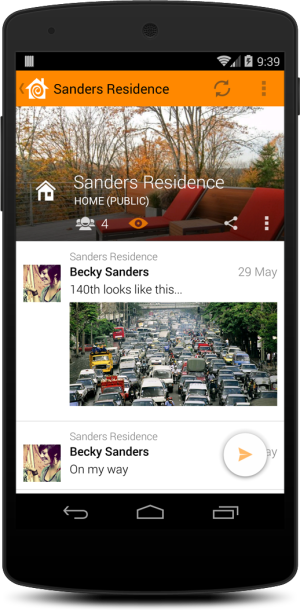 9:39
Sanders Residence
Sanders Residence
HOME (PUBLIC)
4
Sanders Residence
Becky Sanders 29 May
140th looks like this...
Sanders Residence
Becky Sanders ay
On my way